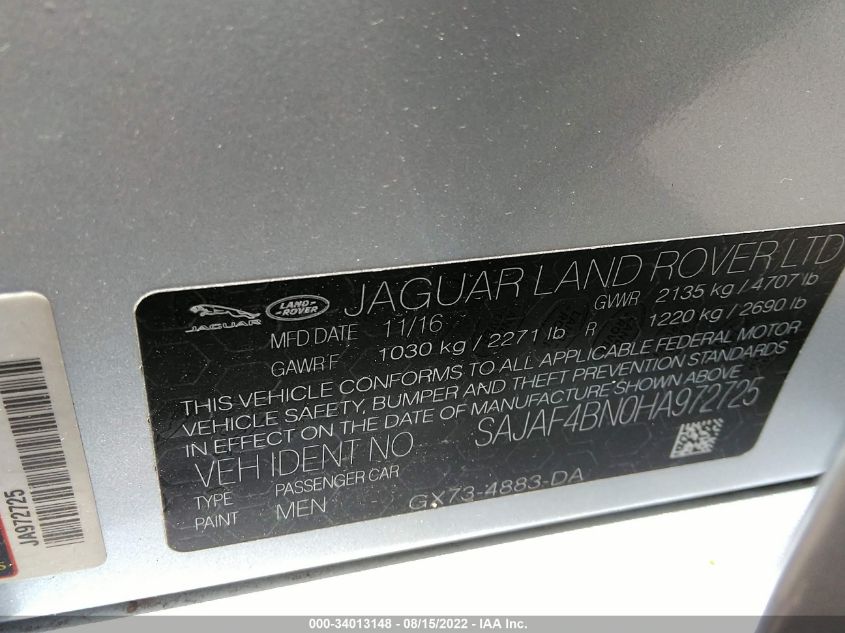 JAGUAR LAND ROVER LTD
JAGUAR
LAND-
ROVER
MFD DATE 11/16 GVWR 2135 kg / 4707 lb
GAWR F 1030 kg / 2271 lb R 1220 kg / 2690 lb
THIS VEHICLE CONFORMS TO ALL APPLICABLE FEDERAL MOTOR
VEHICLE SAFETY, BUMPER AND THEFT PREVENTION STANDARDS
IN EFFECT ON THE DATE OF MANUFACTURE SHOWN ABOVE
VEH IDENT NO SAJAF4BN0HA972725
TYPE PASSENGER CAR
PAINT MEN GX73-4883-DA
JA972725
000-34013148 - 08/15/2022 - IAA Inc.